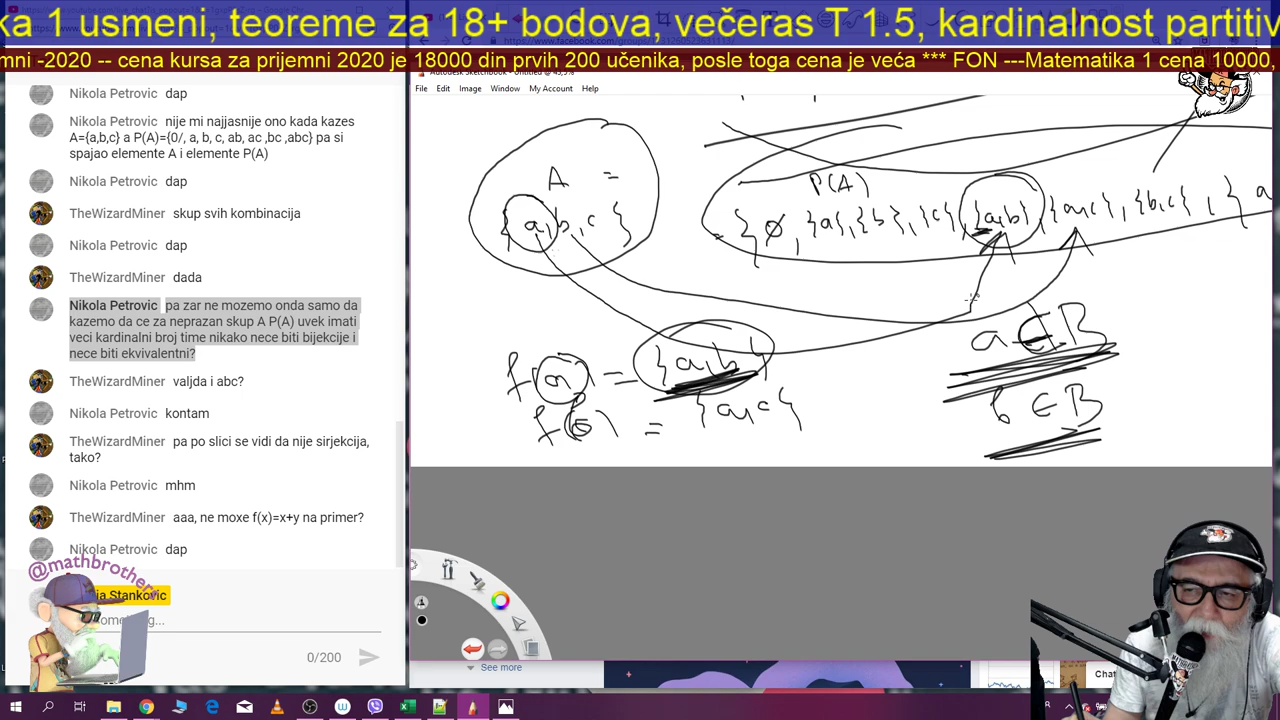 ka 1 usmeni, teoreme za 18+ bodova, večeras T 1.5, kardinalnost partitiv
mni -2020 -- cena kursa za prijemni 2020 je 18000 din prvih 200 učenika, posle toga cena je veća *** FON ---Matematika 1 cena 10000,
Nikola Petrovic dap
Nikola Petrovic nije mi najjasnije ono kada kazes
A={a,b,c} a P(A)={0/, a, b, c, ab, ac ,bc ,abc} pa si
spajao elemente A i elemente P(A)
Nikola Petrovic dap
TheWizardMiner skup svih kombinacija
Nikola Petrovic dap
TheWizardMiner dada
Nikola Petrovic pa zar ne mozemo onda samo da
kazemo da ce za neprazan skup A P(A) uvek imati
veci kardinalni broj time nikako nece biti bijekcije i
nece biti ekvivalentni?
TheWizardMiner valjda i abc?
Nikola Petrovic kontam
TheWizardMiner pa po slici se vidi da nije sirjekcija,
tako?
Nikola Petrovic mhm
TheWizardMiner aaa, ne moxe f(x)=x+y na primer?
Nikola Petrovic dap
@mathbrothers
ja Stankovic
omething...
0/200
File Edit Image Window My Account Help
A =
{a,b,c}
P(A)
= {∅, {a}, {b}, {c}, {a,b}, {a,c}, {b,c}, {a
f(a) = {a,b}
f(b) = {a,c}
a ∈ B
b ∈ B
See more
Chat